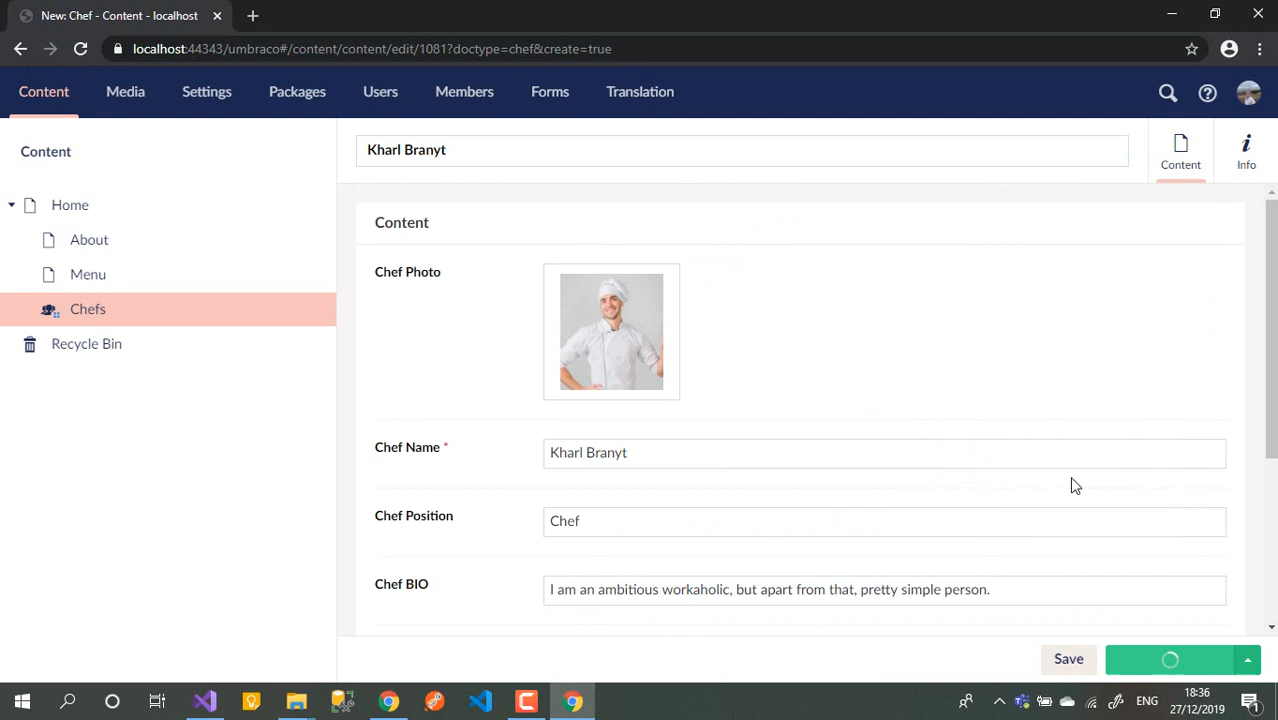 New: Chef - Content - localhost
localhost:44343/umbraco#/content/content/edit/1081?doctype=chef&create=true
Content
Media
Settings
Packages
Users
Members
Forms
Translation
Content
Home
About
Menu
Chefs
Recycle Bin
Kharl Branyt
Content
Info
Content
Chef Photo
Chef Name *
Kharl Branyt
Chef Position
Chef
Chef BIO
I am an ambitious workaholic, but apart from that, pretty simple person.
Save
ENG
18:36
27/12/2019
1